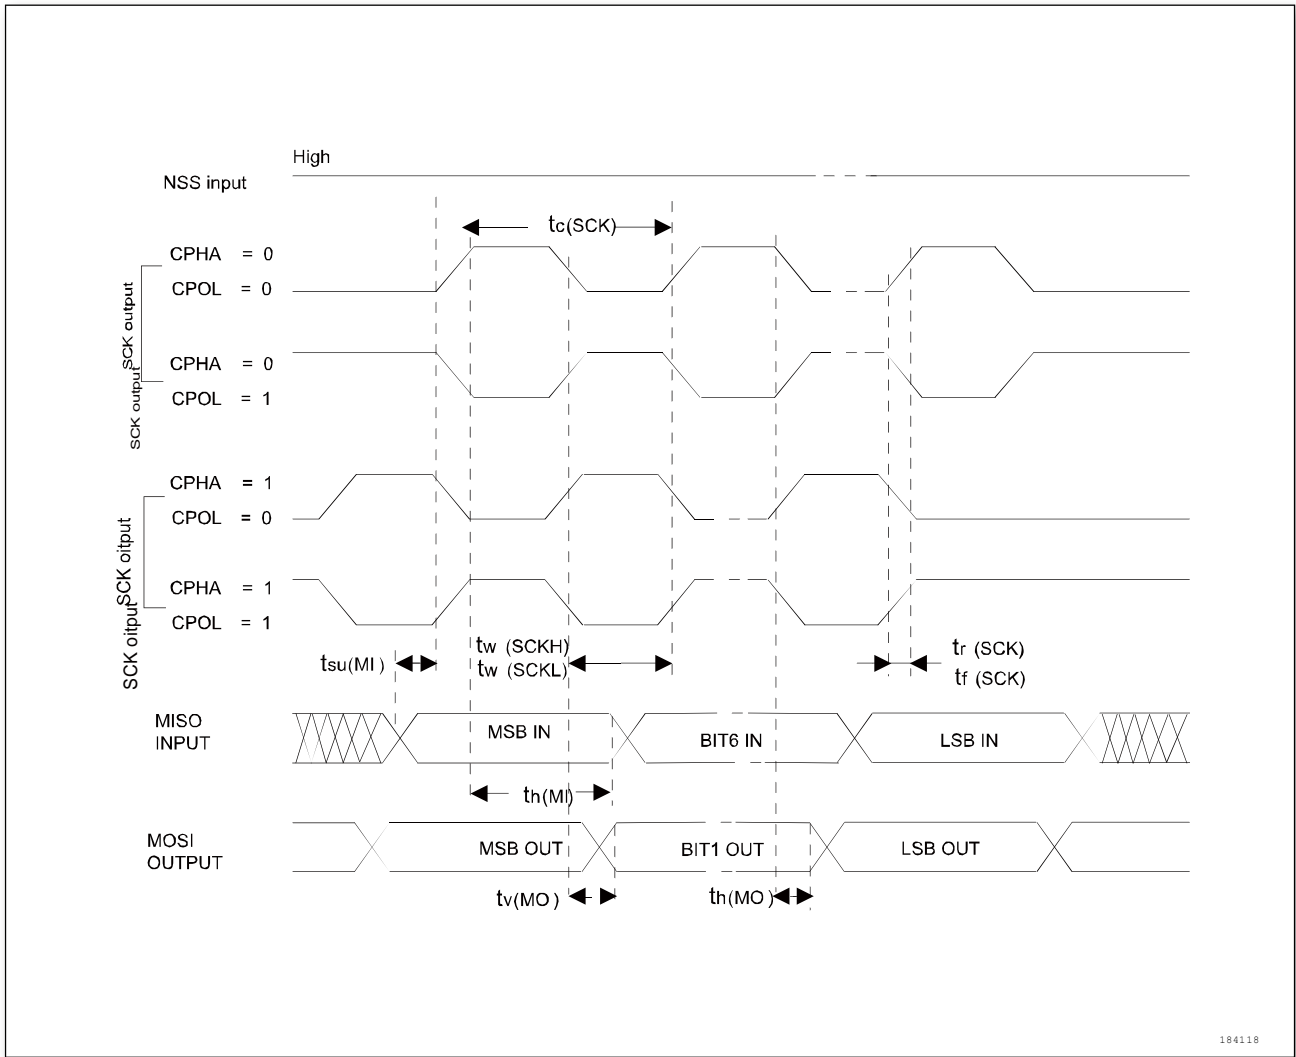 High
NSS input
tc(SCK)
CPHA = 0
CPOL = 0
SCK output
CPHA = 0
CPOL = 1
SCK output
CPHA = 1
CPOL = 0
SCK oitput
CPHA = 1
CPOL = 1
SCK oitput
tsu(MI)
tw (SCKH)
tw (SCKL)
tr (SCK)
tf (SCK)
MISO
INPUT
MSB IN
BIT6 IN
LSB IN
th(MI)
MOSI
OUTPUT
MSB OUT
BIT1 OUT
LSB OUT
tv(MO)
th(MO)
184118